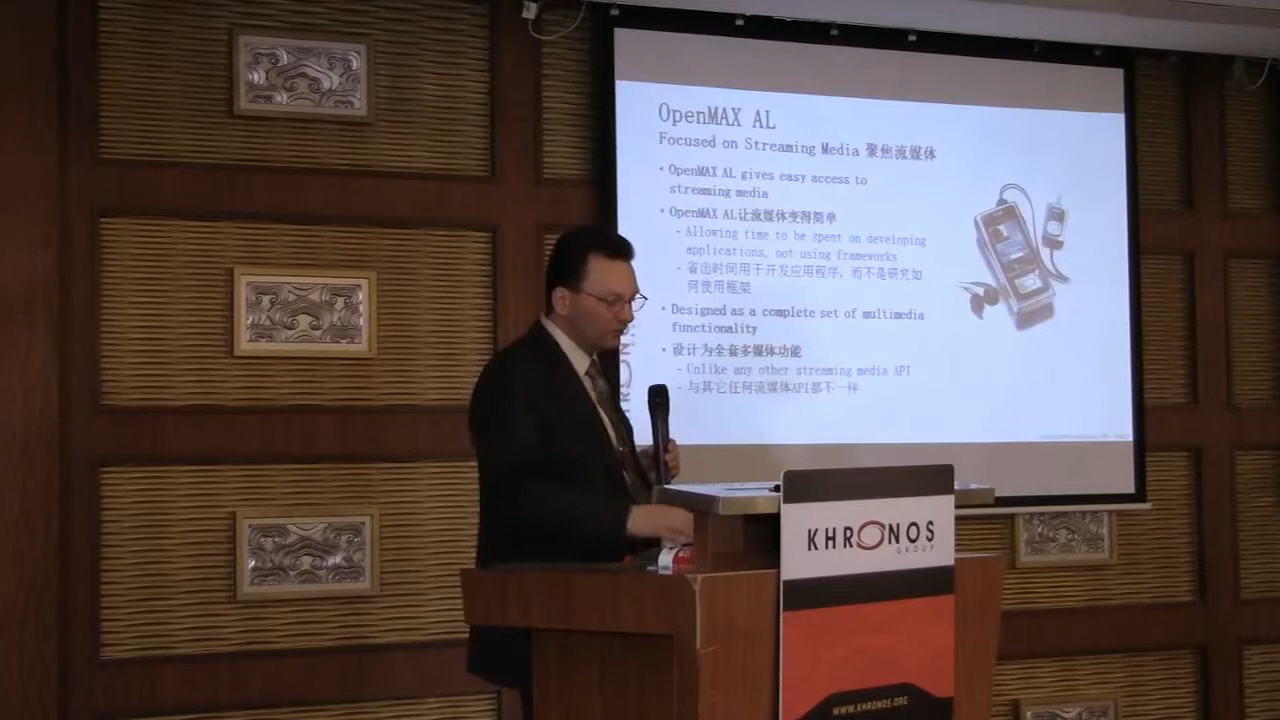 OpenMAX AL
Focused on Streaming Media 聚焦流媒体
• OpenMAX AL gives easy access to
streaming media
• OpenMAX AL让流媒体变得简单
- Allowing time to be spent on developing
applications, not using frameworks
- 省出时间用于开发应用程序, 而不是研究如
何使用框架
• Designed as a complete set of multimedia
functionality
• 设计为全套多媒体功能
- Unlike any other streaming media API
- 与其它任何流媒体API都不一样
KHRONOS
GROUP
WWW.KHRONOS.ORG